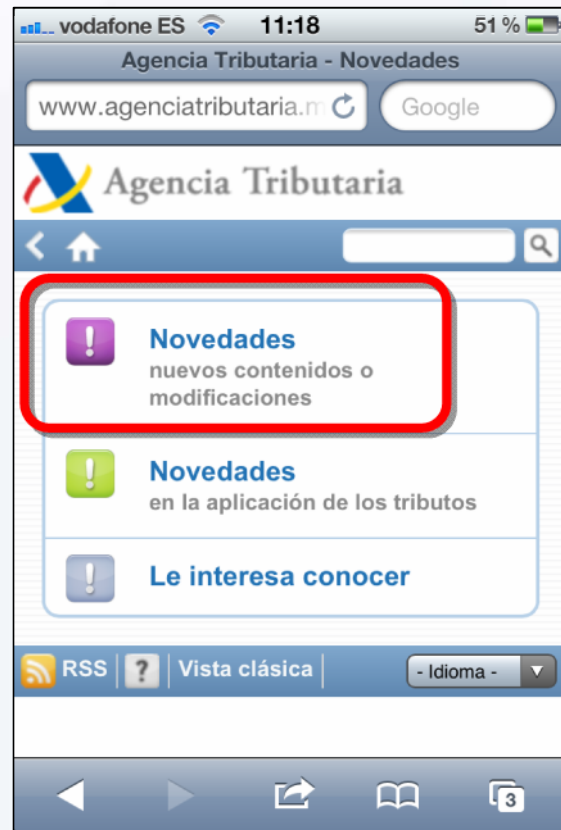 vodafone ES 11:18 51 %
Agencia Tributaria - Novedades
www.agenciatributaria.m Google
Agencia Tributaria
Novedades
nuevos contenidos o
modificaciones
Novedades
en la aplicación de los tributos
Le interesa conocer
RSS ? Vista clásica - Idioma -
3